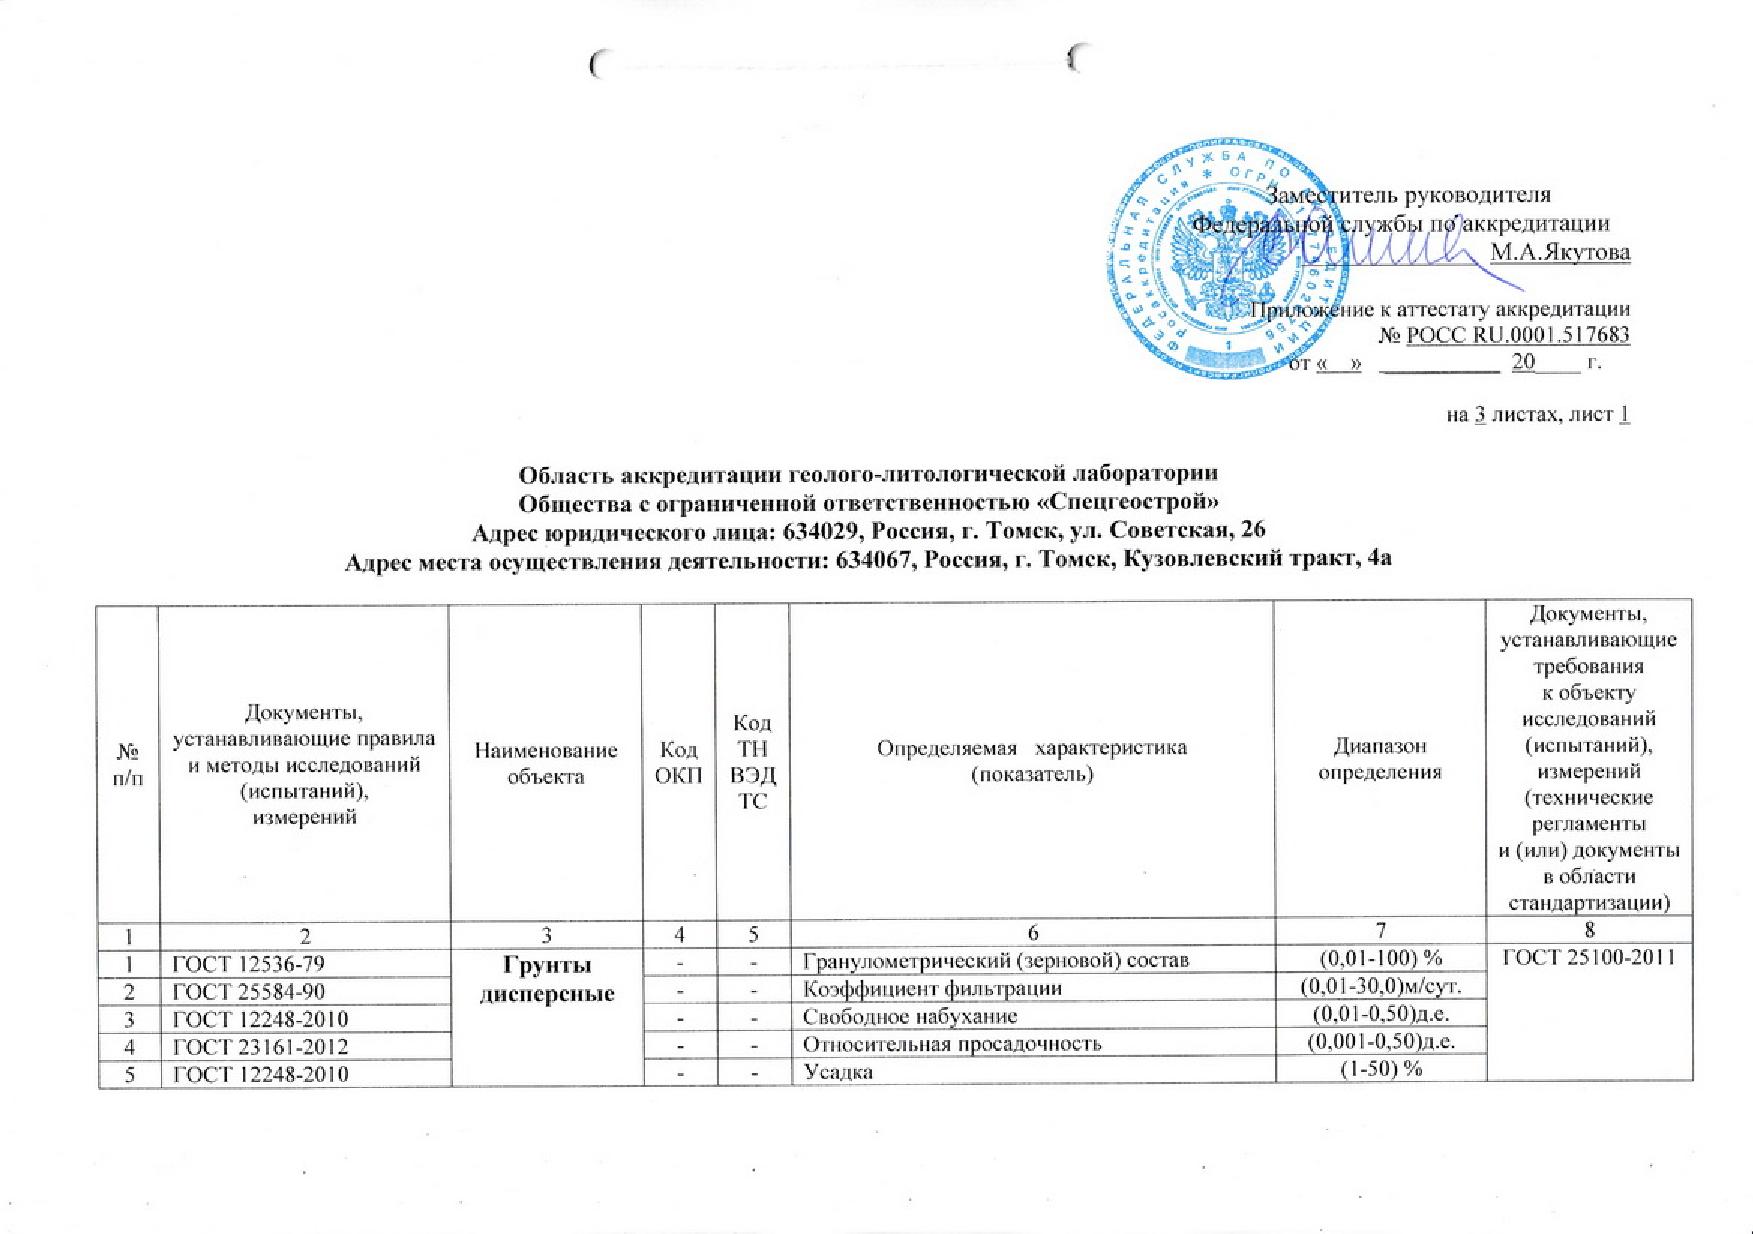 Заместитель руководителя
Федеральной службы по аккредитации
М.А.Якутова
Приложение к аттестату аккредитации
№ РОСС RU.0001.517683
от «__» ___________ 20____ г.
на 3 листах, лист 1
ФЕДЕРАЛЬНАЯ СЛУЖБА ПО АККРЕДИТАЦИИ
Росаккредитация * ОГРН
1
Область аккредитации геолого-литологической лаборатории
Общества с ограниченной ответственностью «Спецгеострой»
Адрес юридического лица: 634029, Россия, г. Томск, ул. Советская, 26
Адрес места осуществления деятельности: 634067, Россия, г. Томск, Кузовлевский тракт, 4а
№
п/п
Документы,
устанавливающие правила
и методы исследований
(испытаний),
измерений
Наименование
объекта
Код
ОКП
Код
ТН
ВЭД
ТС
Определяемая характеристика
(показатель)
Диапазон
определения
Документы,
устанавливающие
требования
к объекту
исследований
(испытаний),
измерений
(технические
регламенты
и (или) документы
в области
стандартизации)
1 2 3 4 5 6 7 8
1 ГОСТ 12536-79 Грунты - - Гранулометрический (зерновой) состав (0,01-100) % ГОСТ 25100-2011
2 ГОСТ 25584-90 дисперсные - - Коэффициент фильтрации (0,01-30,0)м/сут.
3 ГОСТ 12248-2010 - - Свободное набухание (0,01-0,50)д.е.
4 ГОСТ 23161-2012 - - Относительная просадочность (0,001-0,50)д.е.
5 ГОСТ 12248-2010 - - Усадка (1-50) %